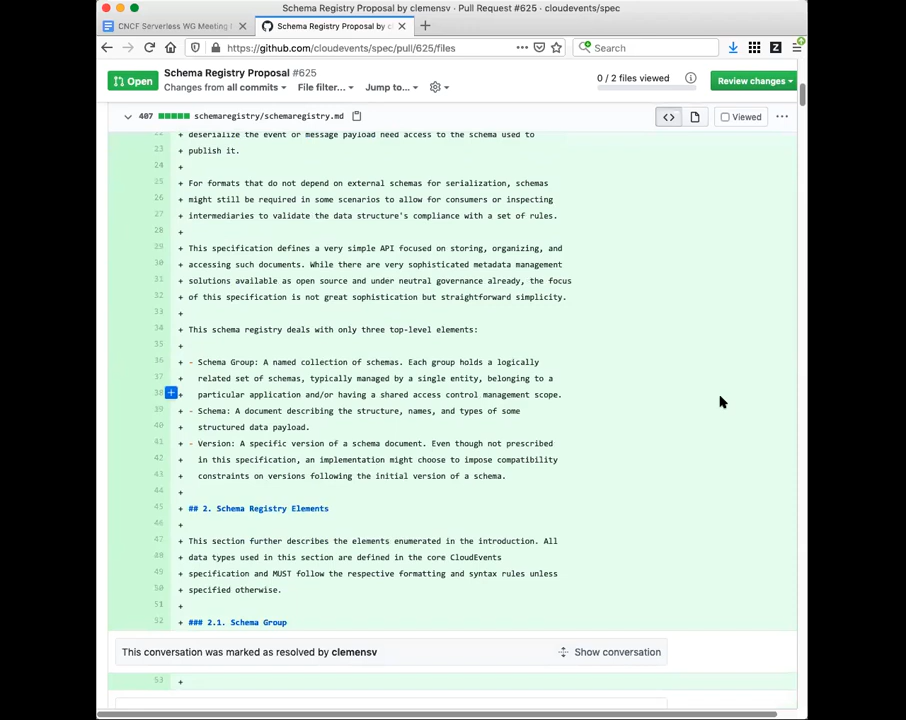 Schema Registry Proposal by clemensv · Pull Request #625 · cloudevents/spec
CNCF Serverless WG Meeting
Schema Registry Proposal by c
https://github.com/cloudevents/spec/pull/625/files
Search
Open
Schema Registry Proposal #625
Changes from all commits
File filter...
Jump to...
0 / 2 files viewed
Review changes
407 schemaregistry/schemaregistry.md
Viewed
22 + deserialize the event or message payload need access to the schema used to
23 + publish it.
24 +
25 + For formats that do not depend on external schemas for serialization, schemas
26 + might still be required in some scenarios to allow for consumers or inspecting
27 + intermediaries to validate the data structure's compliance with a set of rules.
28 +
29 + This specification defines a very simple API focused on storing, organizing, and
30 + accessing such documents. While there are very sophisticated metadata management
31 + solutions available as open source and under neutral governance already, the focus
32 + of this specification is not great sophistication but straightforward simplicity.
33 +
34 + This schema registry deals with only three top-level elements:
35 +
36 + - Schema Group: A named collection of schemas. Each group holds a logically
37 + related set of schemas, typically managed by a single entity, belonging to a
38 + particular application and/or having a shared access control management scope.
39 + - Schema: A document describing the structure, names, and types of some
40 + structured data payload.
41 + - Version: A specific version of a schema document. Even though not prescribed
42 + in this specification, an implementation might choose to impose compatibility
43 + constraints on versions following the initial version of a schema.
44 +
45 + ## 2. Schema Registry Elements
46 +
47 + This section further describes the elements enumerated in the introduction. All
48 + data types used in this section are defined in the core CloudEvents
49 + specification and MUST follow the respective formatting and syntax rules unless
50 + specified otherwise.
51 +
52 + ### 2.1. Schema Group
This conversation was marked as resolved by clemensv
Show conversation
53 +